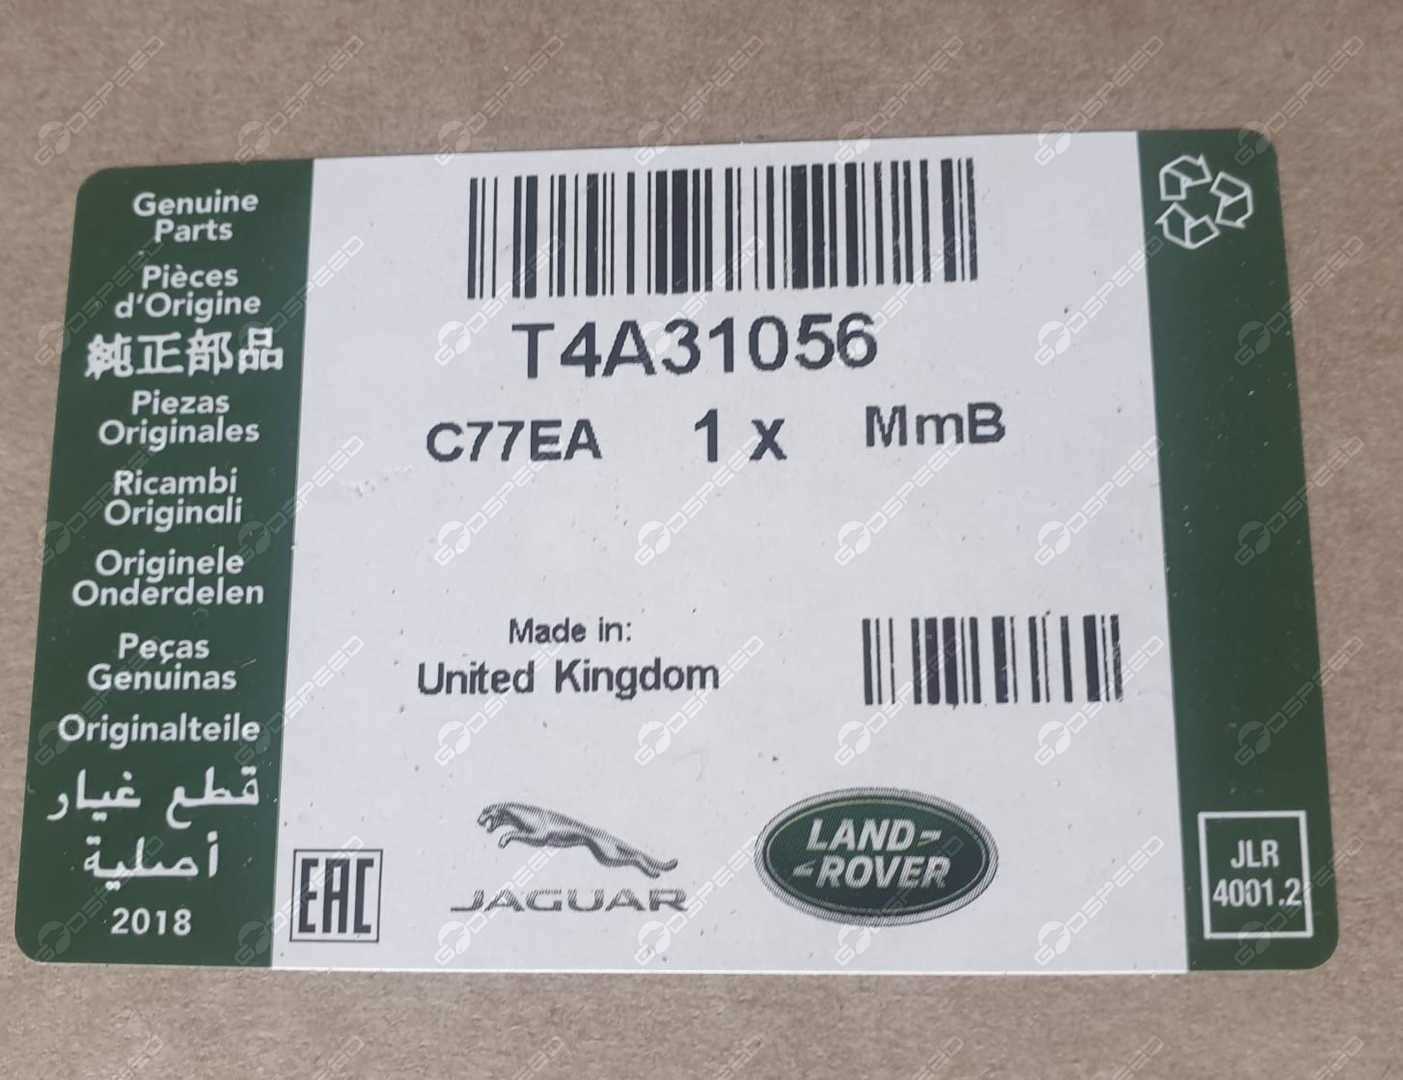 Genuine
Parts
Pièces
d'Origine
純正部品
Piezas
Originales
Ricambi
Originali
Originele
Onderdelen
Peças
Genuinas
Originalteile
قطع غيار
أصلية
2018
T4A31056
C77EA 1 x MmB
Made in:
United Kingdom
EAC
JAGUAR
LAND-
-ROVER
JLR
4001.2
GODSPEED